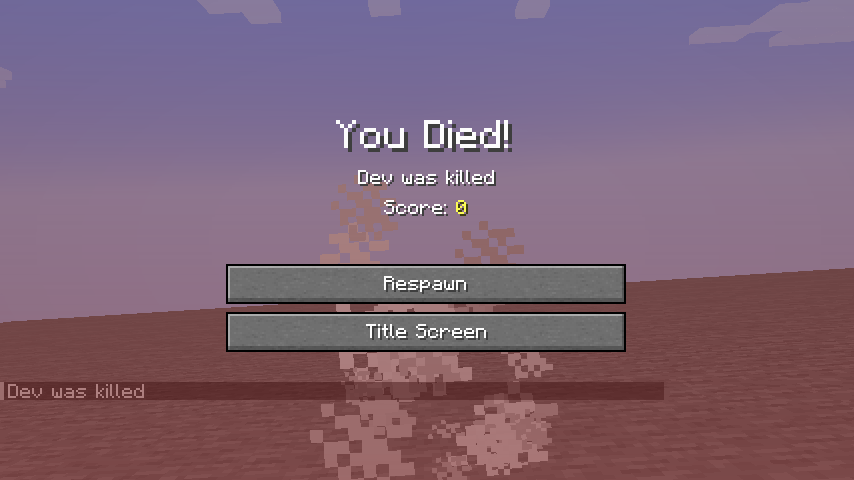 You Died!
Dev was killed
Score: 0
Respawn
Title Screen
Dev was killed